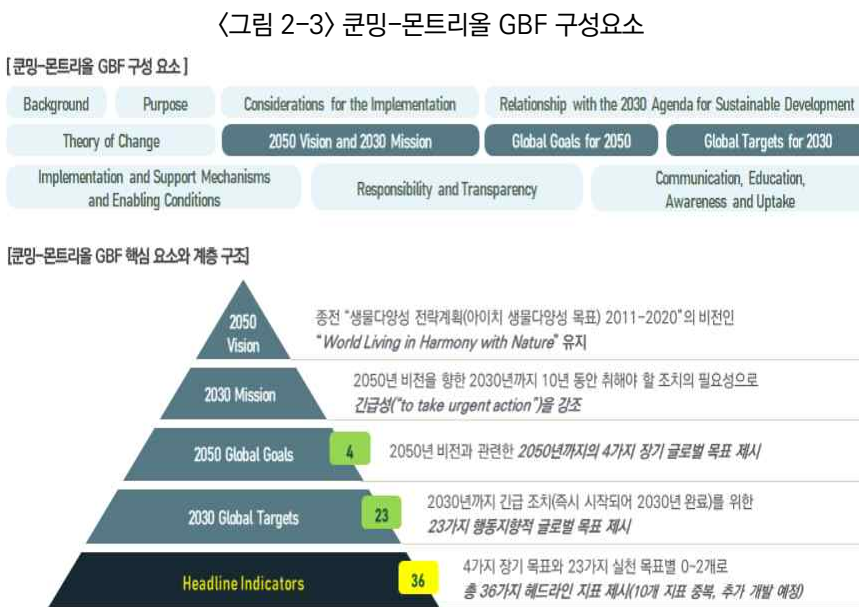 <그림 2-3> 쿤밍-몬트리올 GBF 구성요소
[쿤밍-몬트리올 GBF 구성 요소]
Background
Purpose
Considerations for the Implementation
Relationship with the 2030 Agenda for Sustainable Development
Theory of Change
2050 Vision and 2030 Mission
Global Goals for 2050
Global Targets for 2030
Implementation and Support Mechanisms
and Enabling Conditions
Responsibility and Transparency
Communication, Education,
Awareness and Uptake
[쿤밍-몬트리올 GBF 핵심 요소와 계층 구조]
2050
Vision
종전 "생물다양성 전략계획(아이치 생물다양성 목표) 2011-2020"의 비전인
"World Living in Harmony with Nature" 유지
2030 Mission
2050년 비전을 향한 2030년까지 10년 동안 취해야 할 조치의 필요성으로
긴급성("to take urgent action")을 강조
2050 Global Goals
4
2050년 비전과 관련한 2050년까지의 4가지 장기 글로벌 목표 제시
2030 Global Targets
23
2030년까지 긴급 조치(즉시 시작되어 2030년 완료)를 위한
23가지 행동지향적 글로벌 목표 제시
Headline Indicators
36
4가지 장기 목표와 23가지 실천 목표별 0-2개로
총 36가지 헤드라인 지표 제시(10개 지표 중복, 추가 개발 예정)